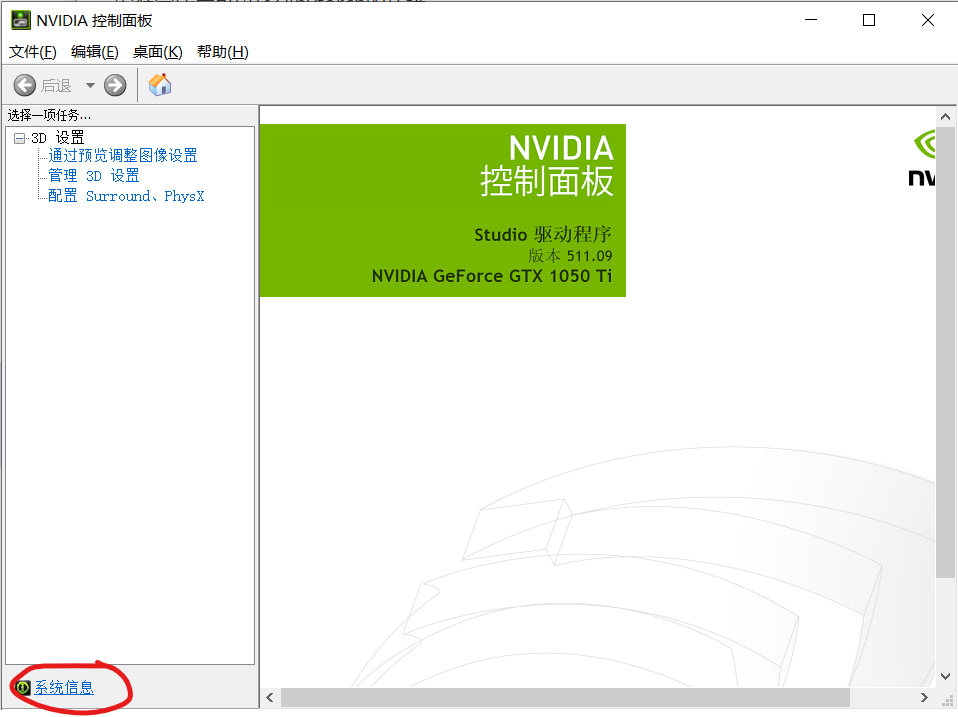 NVIDIA 控制面板
文件(F) 编辑(E) 桌面(K) 帮助(H)
后退
选择一项任务...
3D 设置
通过预览调整图像设置
管理 3D 设置
配置 Surround、PhysX
NVIDIA
控制面板
Studio 驱动程序
版本 511.09
NVIDIA GeForce GTX 1050 Ti
系统信息